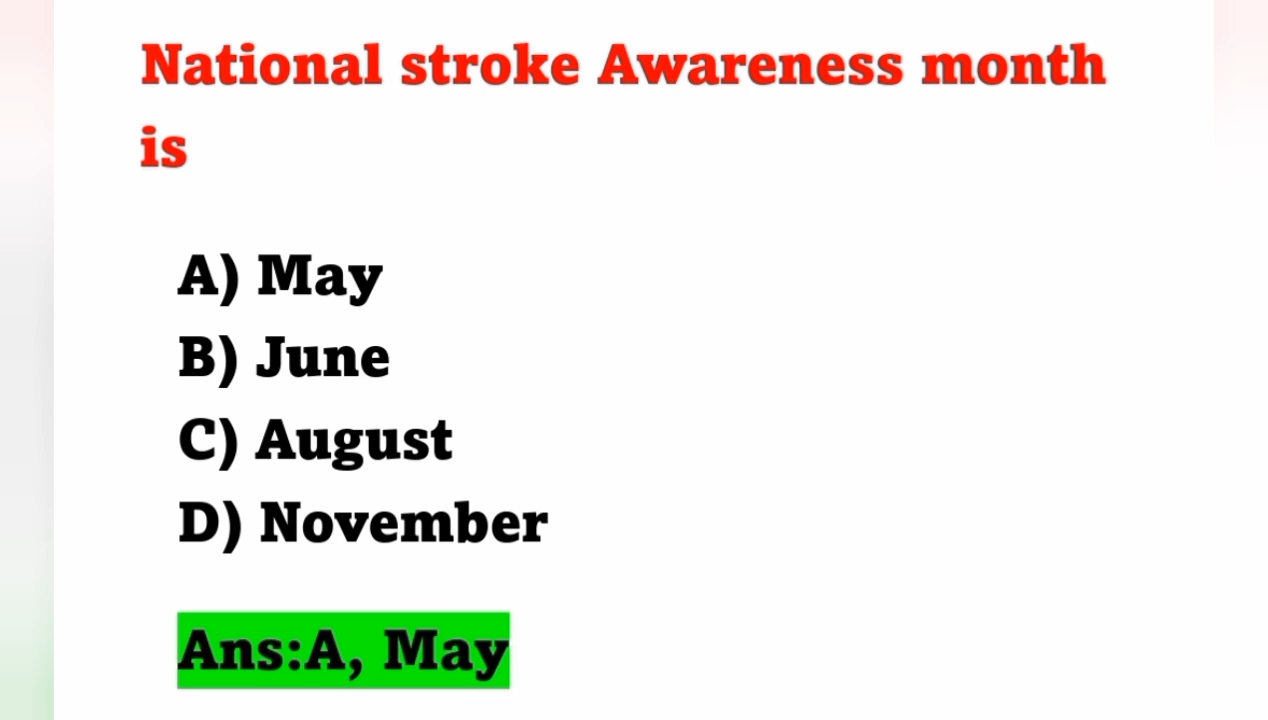 National stroke Awareness month
is
A) May
B) June
C) August
D) November
Ans:A, May